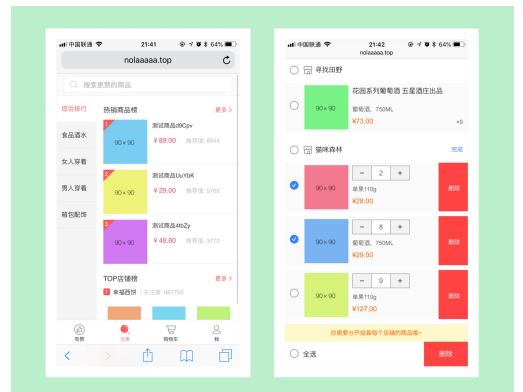 中国联通 21:41 64%
nolaaaaa.top
搜索更赞的商品
综合排行
食品酒水
女人穿着
男人穿着
箱包配饰
热销商品榜 更多 >
1
90×90
测试商品d9Cpv
¥ 89.00 推荐值: 8844
2
90×90
测试商品UuYbK
¥ 29.00 推荐值: 5765
3
90×90
测试商品4tbZy
¥ 46.80 推荐值: 3770
TOP店铺榜 更多 >
1 幸福西饼
有赞 分类 购物车 我
中国联通 21:42 64%
nolaaaaa.top
寻找田野
90×90
花园系列葡萄酒 五星酒庄出品
葡萄酒，750ML
¥73.00 ×9
猫咪森林 完成
90×90
− 2 +
单果110g
¥28.00
删除
90×90
− 8 +
葡萄酒，750ML
¥29.00
删除
90×90
− 9 +
单果110g
¥127.00
删除
你需要分开结算每个店铺的商品哦~
全选 删除